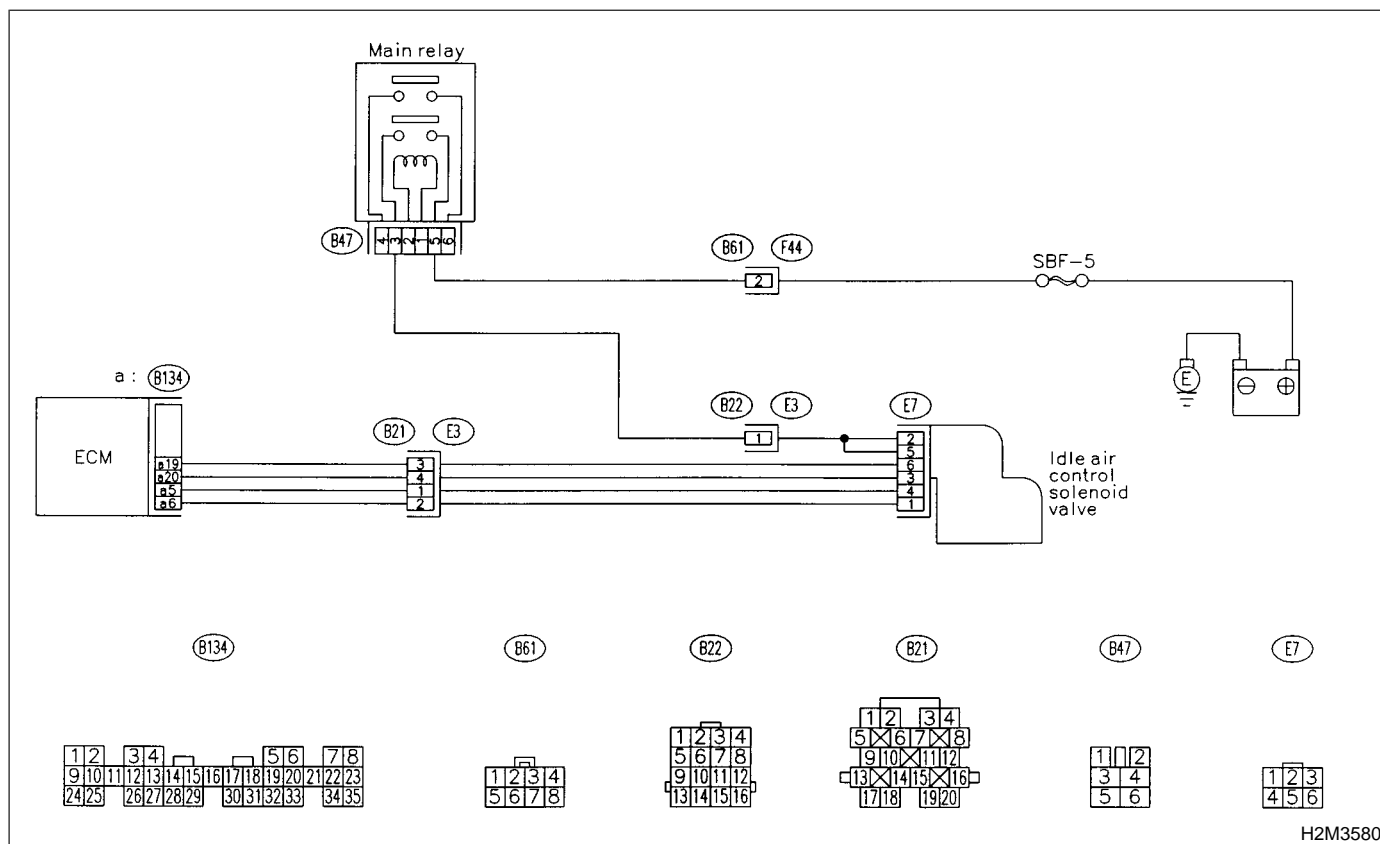 Main relay
B47
4 3 2 1 5 6
B61 F44
2
SBF-5
E
⊖ ⊕
a : B134
ECM
a19
a20
a5
a6
B21 E3
3
4
1
2
B22 E3
1
E7
2
5
6
3
4
1
Idle air
control
solenoid
valve
B134
1 2 3 4 5 6 7 8
9 10 11 12 13 14 15 16 17 18 19 20 21 22 23
24 25 26 27 28 29 30 31 32 33 34 35
B61
1 2 3 4
5 6 7 8
B22
1 2 3 4
5 6 7 8
9 10 11 12
13 14 15 16
B21
1 2 3 4
5 6 7 8
9 10 11 12
13 14 15 16
17 18 19 20
B47
1 2
3 4
5 6
E7
1 2 3
4 5 6
H2M3580